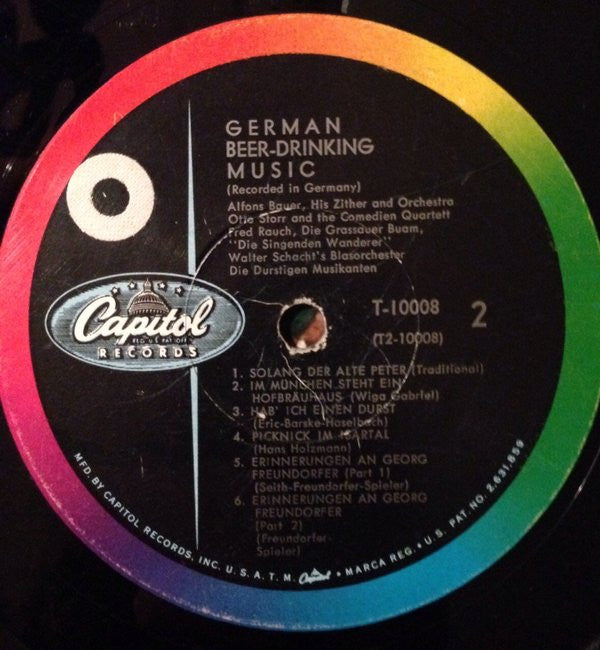 GERMAN
BEER-DRINKING
MUSIC
(Recorded in Germany)
Alfons Bauer, His Zither and Orchestra
Otto Storr and the Comedien Quartett
Fred Rauch, Die Grassauer Buam,
"Die Singenden Wanderer"
Walter Schacht's Blasorchester
Die Durstigen Musikanten
Capitol
REG. U.S. PAT. OFF.
RECORDS
T-10008
2
(T2-10008)
1. SOLANG DER ALTE PETER (Traditional)
2. IM MÜNCHEN STEHT EIN
HOFBRÄUHAUS (Wiga Gabriel)
3. HAB' ICH EINEN DURST
(Eric-Barske-Haselbach)
4. PICKNICK IM ISARTAL
(Hans Holzmann)
5. ERINNERUNGEN AN GEORG
FREUNDORFER (Part 1)
(Seith-Freundorfer-Spieler)
6. ERINNERUNGEN AN GEORG
FREUNDORFER
(Part 2)
(Freundorfer-
Spieler)
MFD. BY CAPITOL RECORDS, INC. U.S.A. T.M. Capitol • MARCA REG. • U.S. PAT. NO. 2,631,859